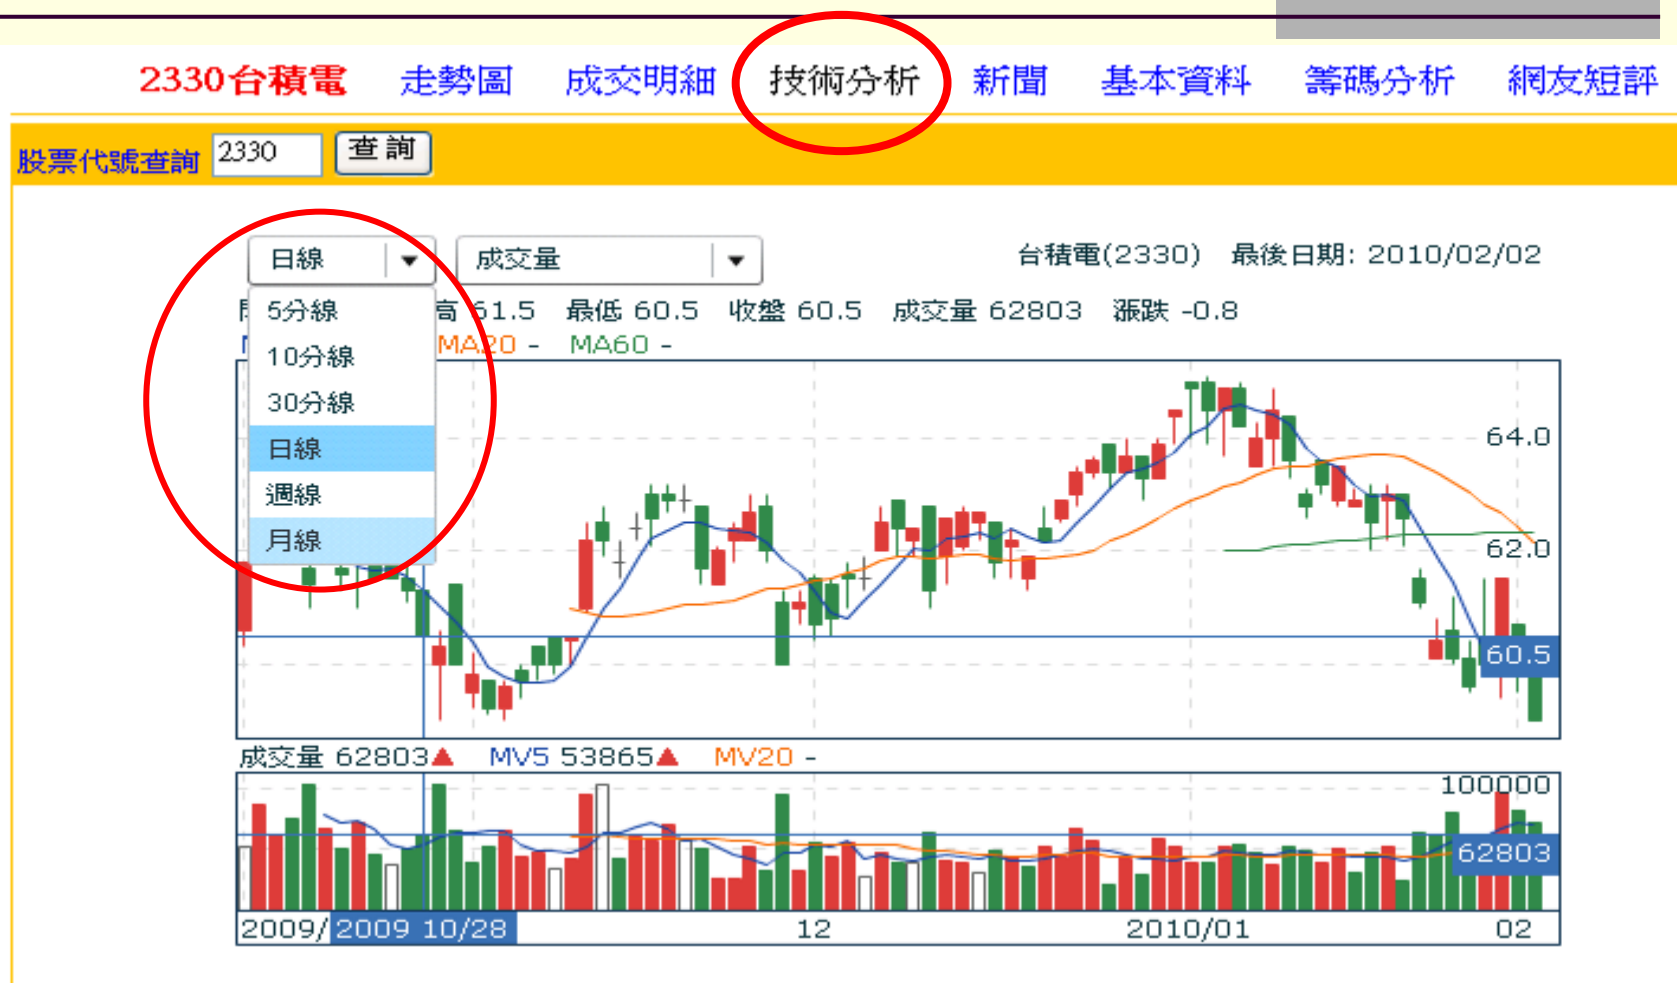 2330台積電 走勢圖 成交明細 技術分析 新聞 基本資料 籌碼分析 網友短評
股票代號查詢 2330 查詢
日線 成交量 台積電(2330) 最後日期: 2010/02/02
5分線
10分線
30分線
日線
週線
月線
高 61.5 最低 60.5 收盤 60.5 成交量 62803 漲跌 -0.8
MA20 - MA60 -
64.0
62.0
60.5
成交量 62803▲ MV5 53865▲ MV20 -
100000
62803
2009/ 2009 10/28 12 2010/01 02